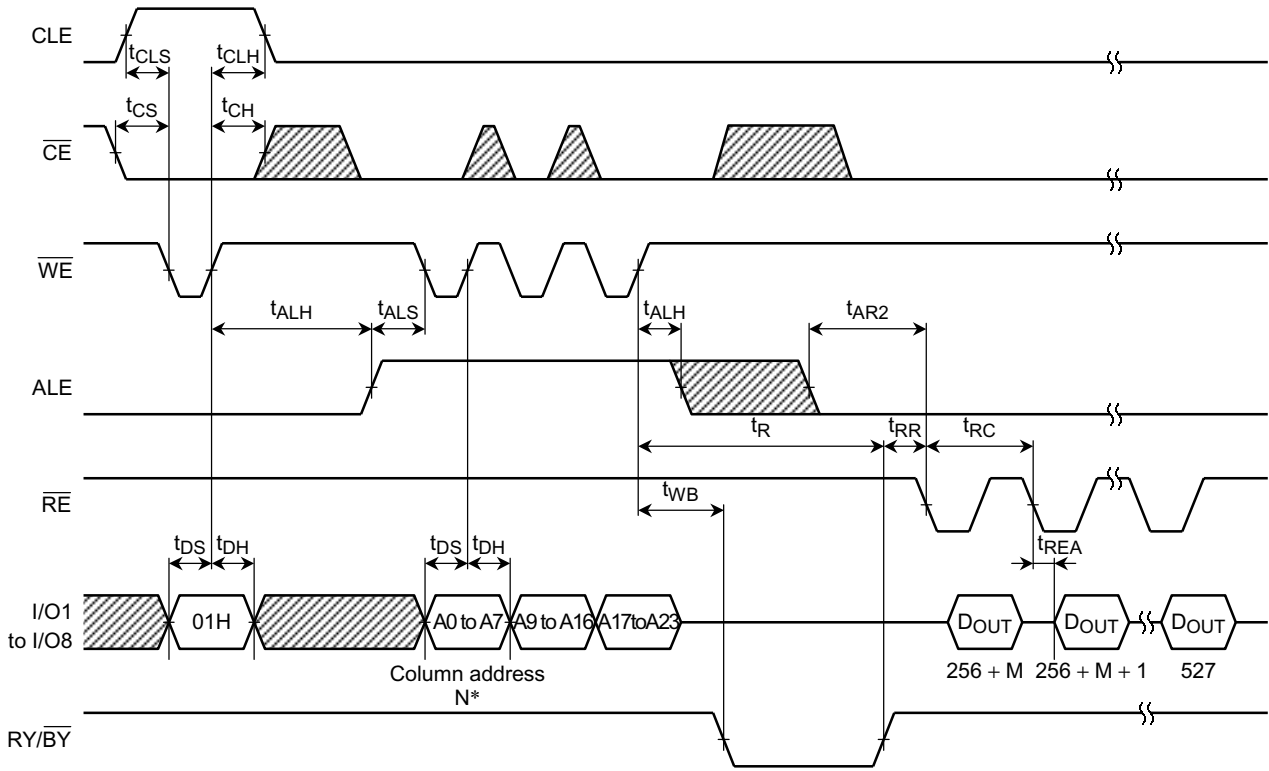 CLE
tCLS
tCLH
tCS
tCH
CE
WE
tALH
tALS
tALH
tAR2
ALE
tR
tRR
tRC
RE
tWB
tDS
tDH
tDS
tDH
tREA
I/O1
to I/O8
01H
A0 to A7
A9 to A16
A17toA23
DOUT
DOUT
DOUT
256 + M
256 + M + 1
527
Column address
N*
RY/BY